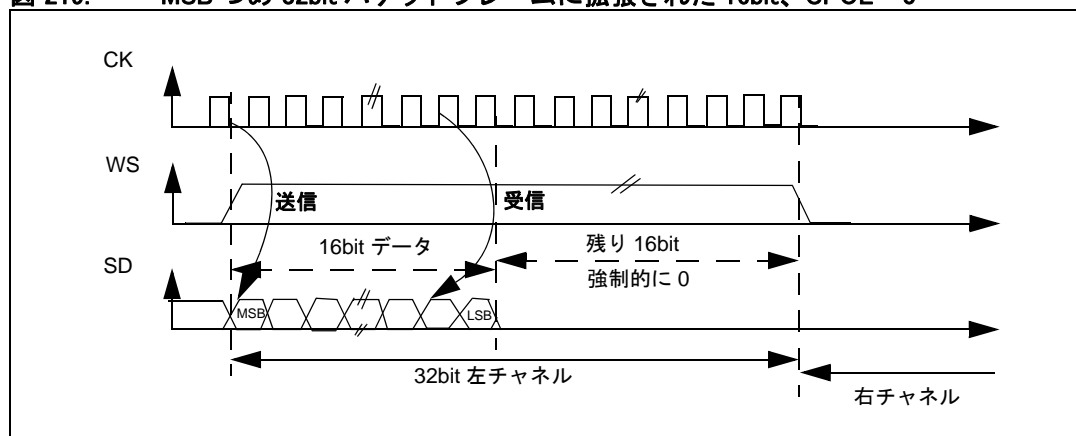 CK
WS
送信
受信
16bit データ
残り 16bit
SD
強制的に 0
MSB
LSB
32bit 左チャネル
右チャネル